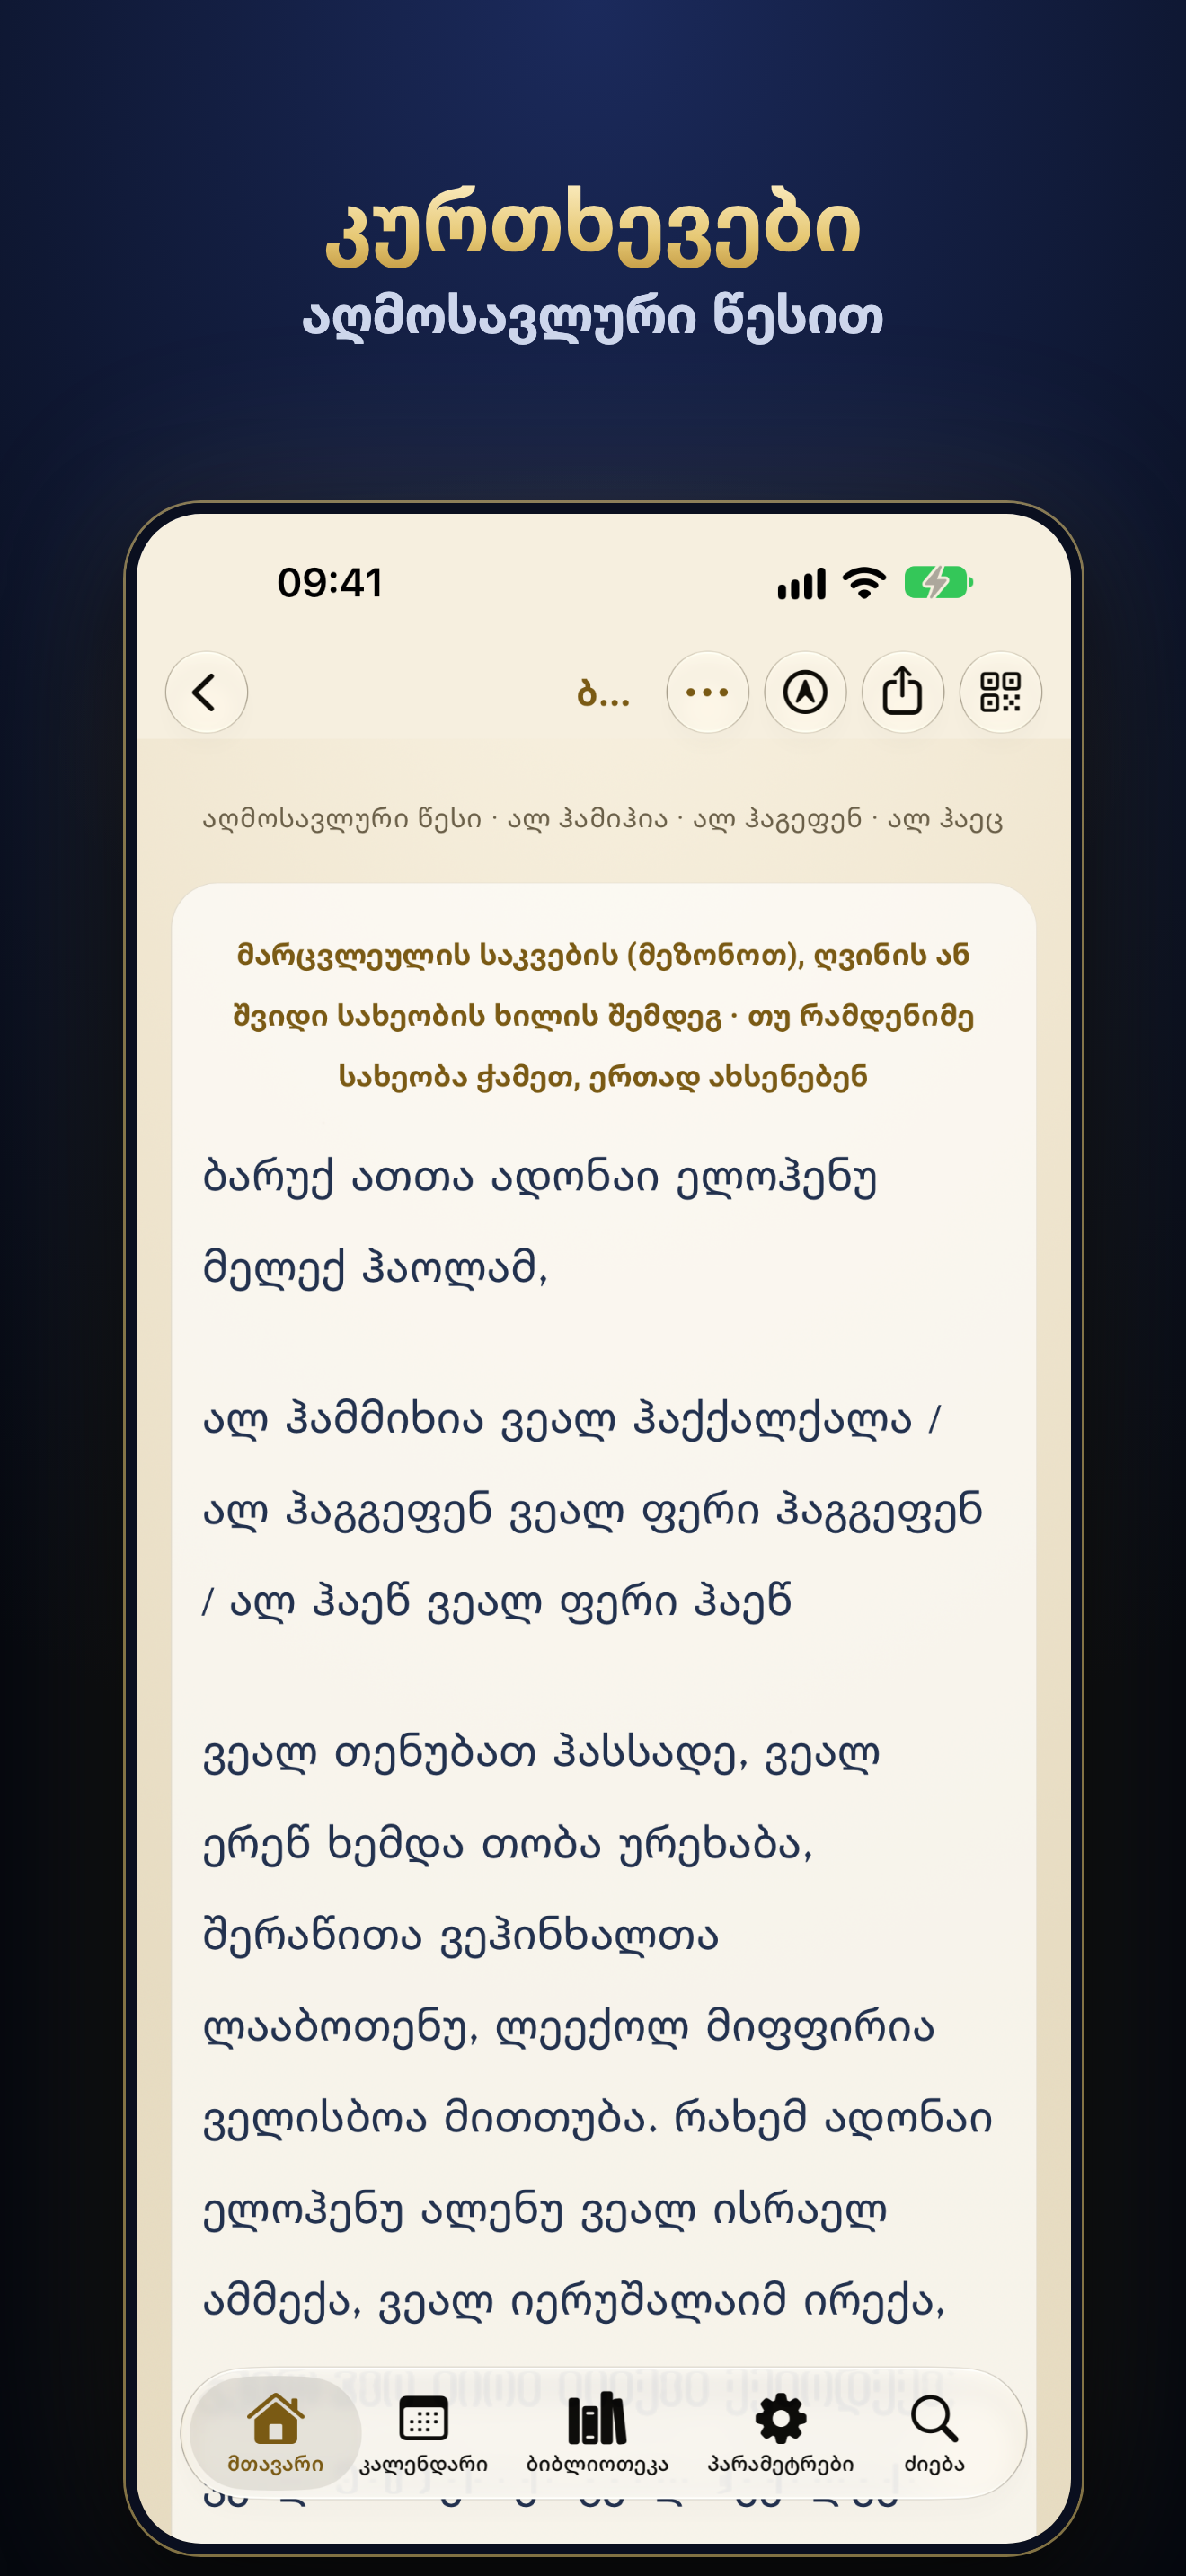 კურთხევები
აღმოსავლური წესით
09:41
ბ...
აღმოსავლური წესი · ალ ჰამიჰია · ალ ჰაგეფენ · ალ ჰაეც
მარცვლეულის საკვების (მეზონოთ), ღვინის ან
შვიდი სახეობის ხილის შემდეგ · თუ რამდენიმე
სახეობა ჭამეთ, ერთად ახსენებენ
ბარუქ ათთა ადონაი ელოჰენუ
მელექ ჰაოლამ,
ალ ჰამმიხია ვეალ ჰაქქალქალა /
ალ ჰაგგეფენ ვეალ ფერი ჰაგგეფენ
/ ალ ჰაეწ ვეალ ფერი ჰაეწ
ვეალ თენუბათ ჰასსადე, ვეალ
ერეწ ხემდა თობა ურეხაბა,
შერაწითა ვეჰინხალთა
ლააბოთენუ, ლეექოლ მიფფირია
ველისბოა მითთუბა. რახემ ადონაი
ელოჰენუ ალენუ ვეალ ისრაელ
ამმექა, ვეალ იერუშალაიმ ირექა,
მთავარი კალენდარი ბიბლიოთეკა პარამეტრები ძიება